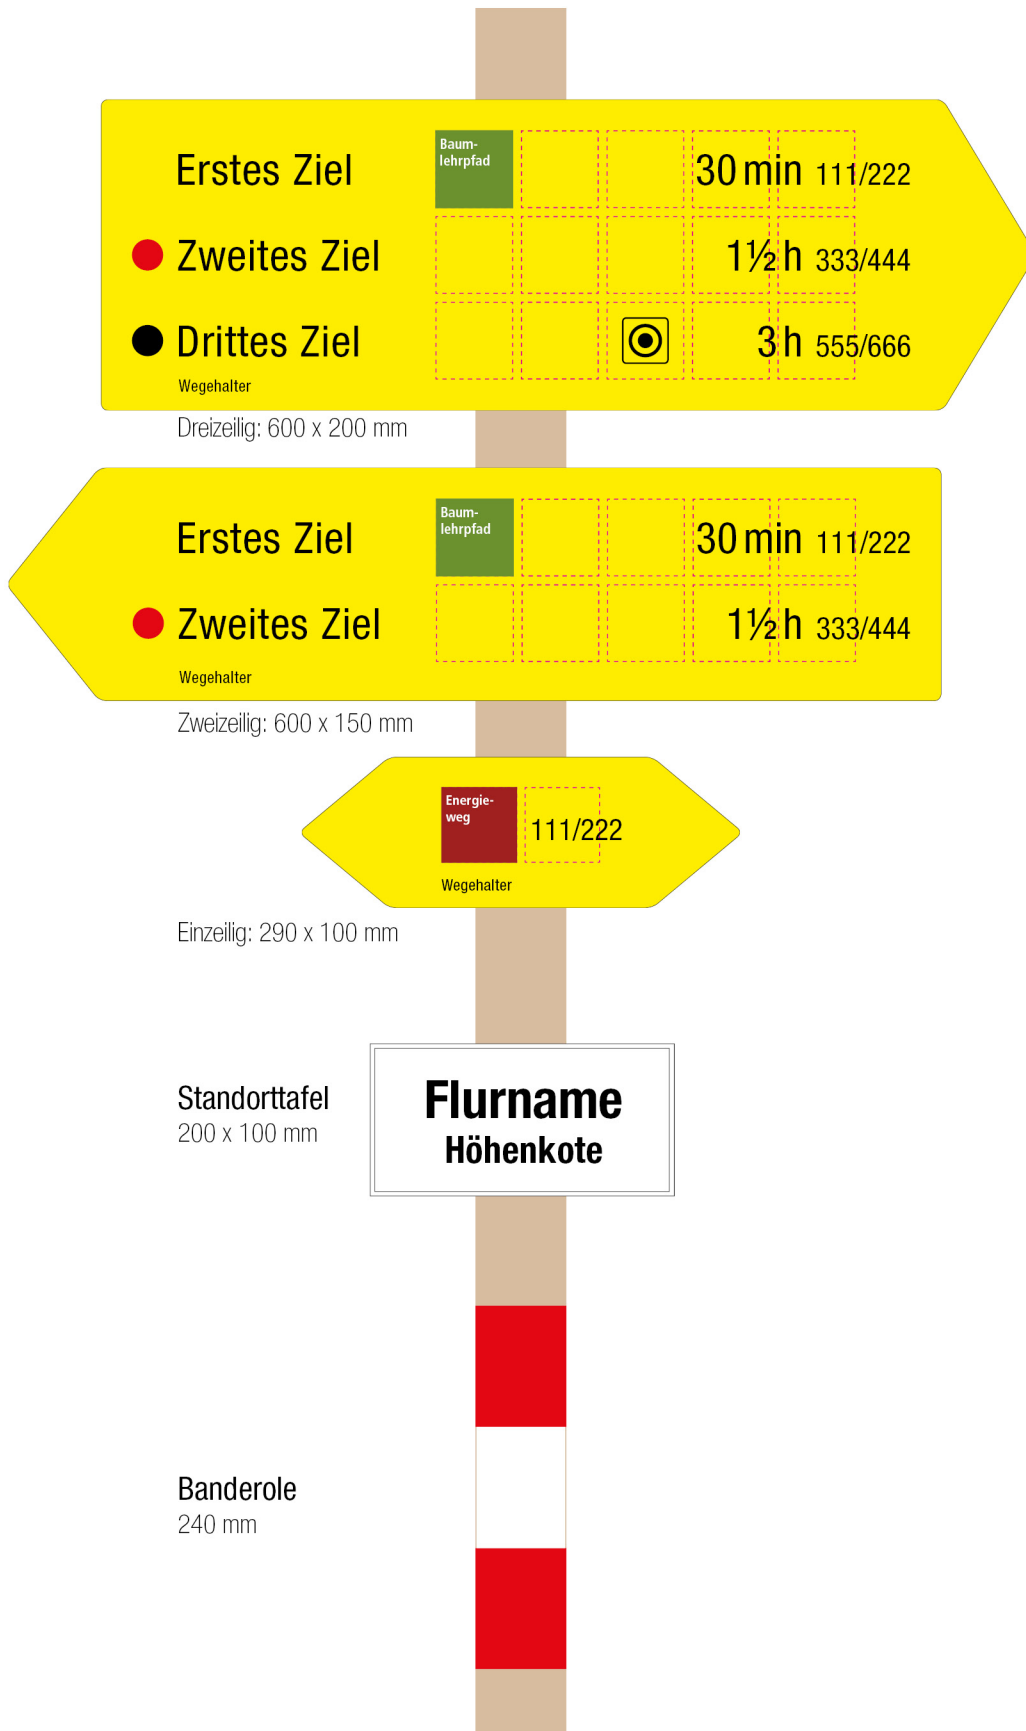 Erstes Ziel Baum- 30 min 111/222
lehrpfad
Zweites Ziel 1½ h 333/444
Drittes Ziel 3 h 555/666
Wegehalter
Dreizeilig: 600 x 200 mm
Erstes Ziel Baum- 30 min 111/222
lehrpfad
Zweites Ziel 1½ h 333/444
Wegehalter
Zweizeilig: 600 x 150 mm
Energie-
weg
111/222
Wegehalter
Einzeilig: 290 x 100 mm
Standorttafel
200 x 100 mm
Flurname
Höhenkote
Banderole
240 mm